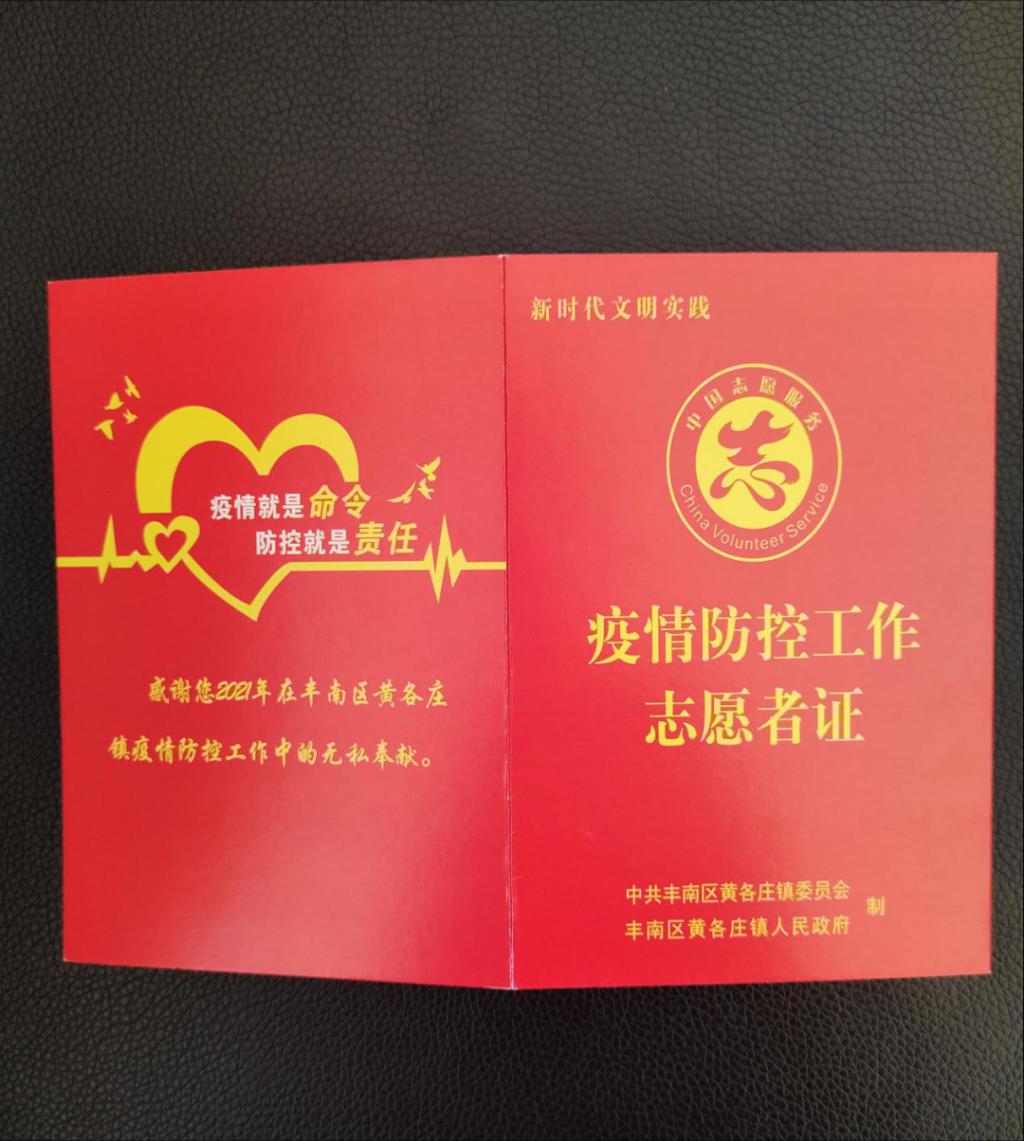 疫情就是命令
防控就是责任
感谢您2021年在丰南区黄各庄
镇疫情防控工作中的无私奉献。
新时代文明实践
中国志愿服务
志
China Volunteer Service
疫情防控工作
志愿者证
中共丰南区黄各庄镇委员会
丰南区黄各庄镇人民政府
制